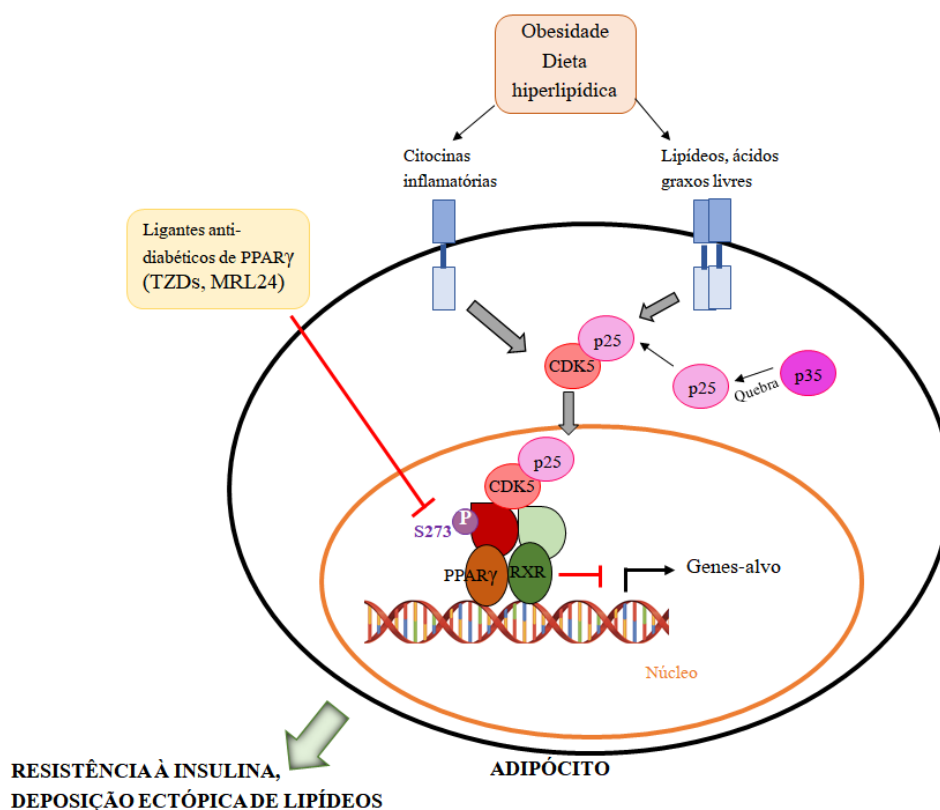 Obesidade
Dieta
hiperlipídica
Citocinas
inflamatórias
Lipídeos, ácidos
graxos livres
Ligantes anti-
diabéticos de PPARγ
(TZDs, MRL24)
p25
CDK5
p25
Quebra
p35
p25
CDK5
P
S273
PPARγ
RXR
Genes-alvo
Núcleo
ADIPÓCITO
RESISTÊNCIA À INSULINA,
DEPOSIÇÃO ECTÓPICA DE LIPÍDEOS